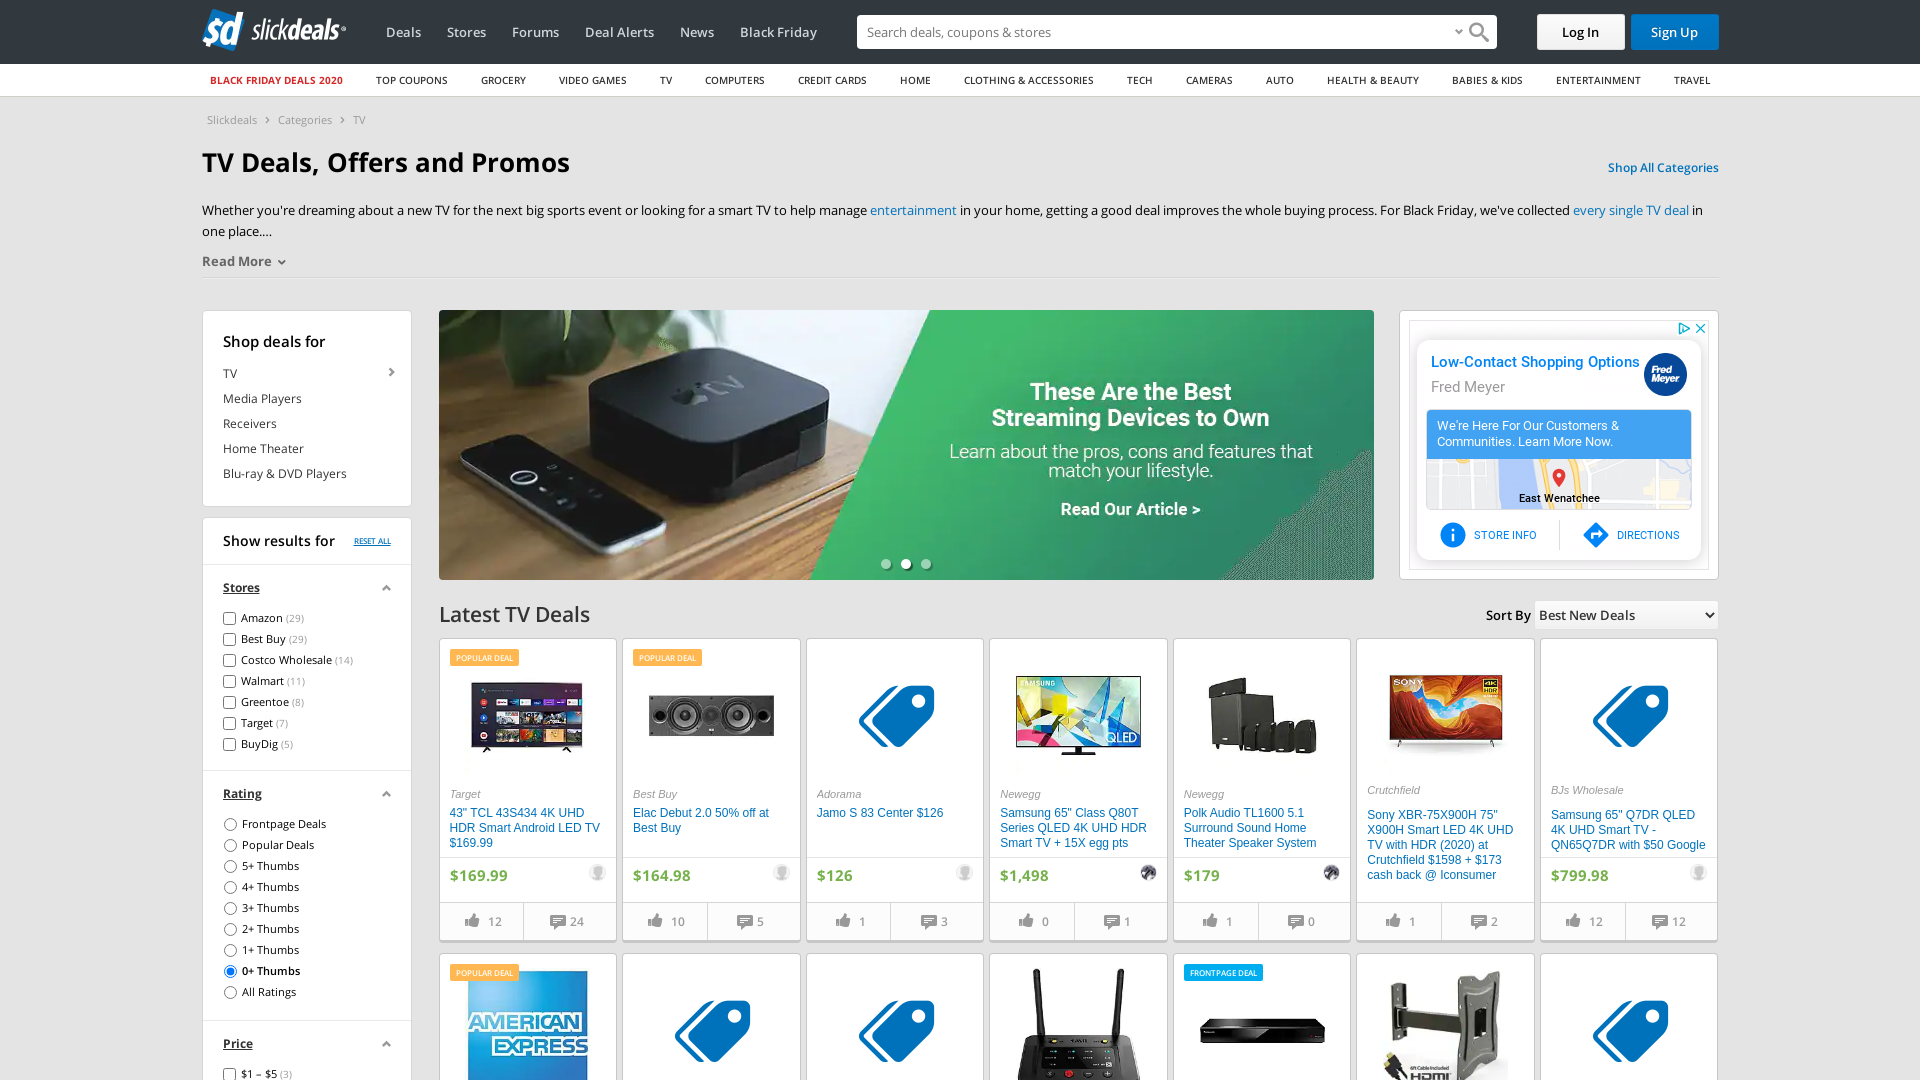 sd slickdeals
Deals
Stores
Forums
Deal Alerts
News
Black Friday
Search deals, coupons & shopping
Log In
Sign Up
BLACK FRIDAY DEALS 2020
TOP COUPONS
GROCERY
VIDEO GAMES
TV
COMPUTERS
CREDIT CARDS
HOME
CLOTHING & ACCESSORIES
TECH
CAMERAS
AUTO
HEALTH & BEAUTY
BABIES & KIDS
ENTERTAINMENT
TRAVEL
Slickdeals > Categories > TV
TV Deals, Offers and Promos
Shop All Categories
Whether you're dreaming about a new TV for the next big sports event or looking for a smart TV to help manage entertainment in your home, getting a good deal improves the whole buying process. For Black Friday, we've collected every single TV deal in
one place.…
Read More
Shop deals for
TV
Media Players
Receivers
Home Theater
Blu-ray & DVD Players
Show results for
RESET ALL
Stores
Amazon (29)
Best Buy (29)
Costco Wholesale (14)
Walmart (11)
Greentoe (8)
Target (7)
BuyDig (5)
Rating
Frontpage Deals
Popular Deals
5+ Thumbs
4+ Thumbs
3+ Thumbs
2+ Thumbs
1+ Thumbs
0+ Thumbs
All Ratings
Price
$1 – $5 (3)
tv
These Are the Best
Streaming Devices to Own
Learn about the pros, cons and features that
match your lifestyle.
Read Our Article >
Low-Contact Shopping Options
Fred Meyer
Fred
Meyer
We're Here For Our Customers &
Communities. Learn More Now.
East Wenatchee
STORE INFO
DIRECTIONS
Latest TV Deals
Sort By
Best New Deals
POPULAR DEAL
Target
43" TCL 43S434 4K UHD
HDR Smart Android LED TV
$169.99
$169.99
12
24
POPULAR DEAL
Best Buy
Elac Debut 2.0 50% off at
Best Buy
$164.98
10
5
Adorama
Jamo S 83 Center $126
$126
1
3
SAMSUNG
QLED
Newegg
Samsung 65" Class Q80T
Series QLED 4K UHD HDR
Smart TV + 15X egg pts
$1,498
0
1
Newegg
Polk Audio TL1600 5.1
Surround Sound Home
Theater Speaker System
$179
1
0
SONY
4K
HDR
Crutchfield
Sony XBR-75X900H 75"
X900H Smart LED 4K UHD
TV with HDR (2020) at
Crutchfield $1598 + $173
cash back @ Iconsumer
1
2
BJs Wholesale
Samsung 65" Q7DR QLED
4K UHD Smart TV -
QN65Q7DR with $50 Google
$799.98
12
12
POPULAR DEAL
AMERICAN
EXPRESS
FRONTPAGE DEAL
6ft Cable Included
HDMI